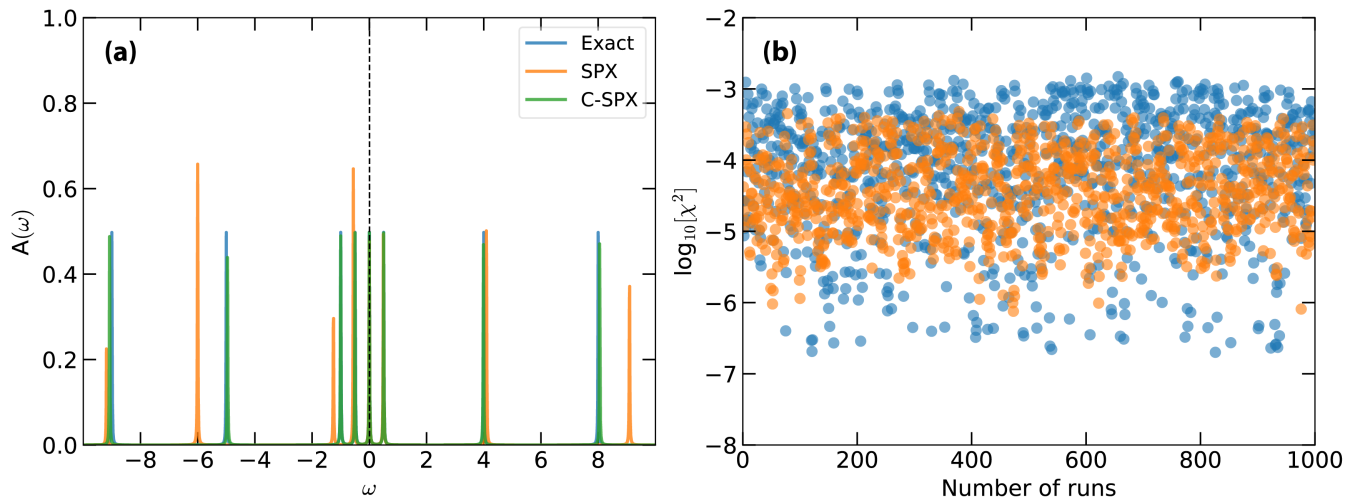 (a)
Exact
SPX
C-SPX
A(ω)
1.0
0.8
0.6
0.4
0.2
0.0
−8 −6 −4 −2 0 2 4 6 8
ω
(b)
log₁₀[χ²]
−2
−3
−4
−5
−6
−7
−8
0 200 400 600 800 1000
Number of runs